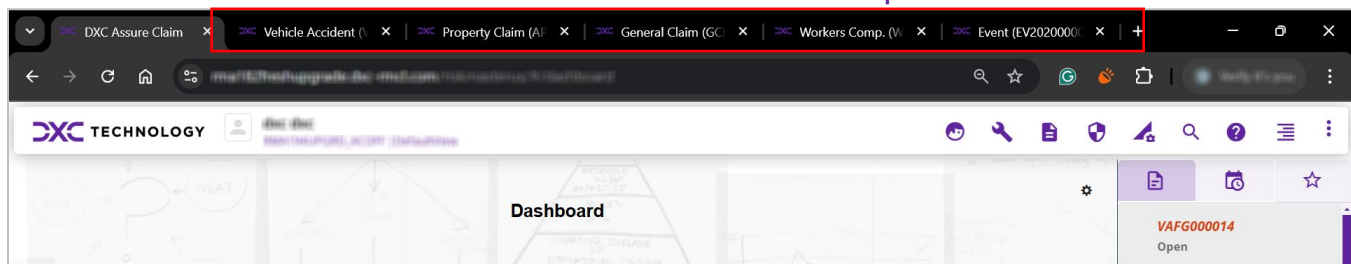 DXC Assure Claim Vehicle Accident (V Property Claim (AP General Claim (GC Workers Comp. (W Event (EV2020000
DXC TECHNOLOGY
Dashboard
VAFG000014
Open